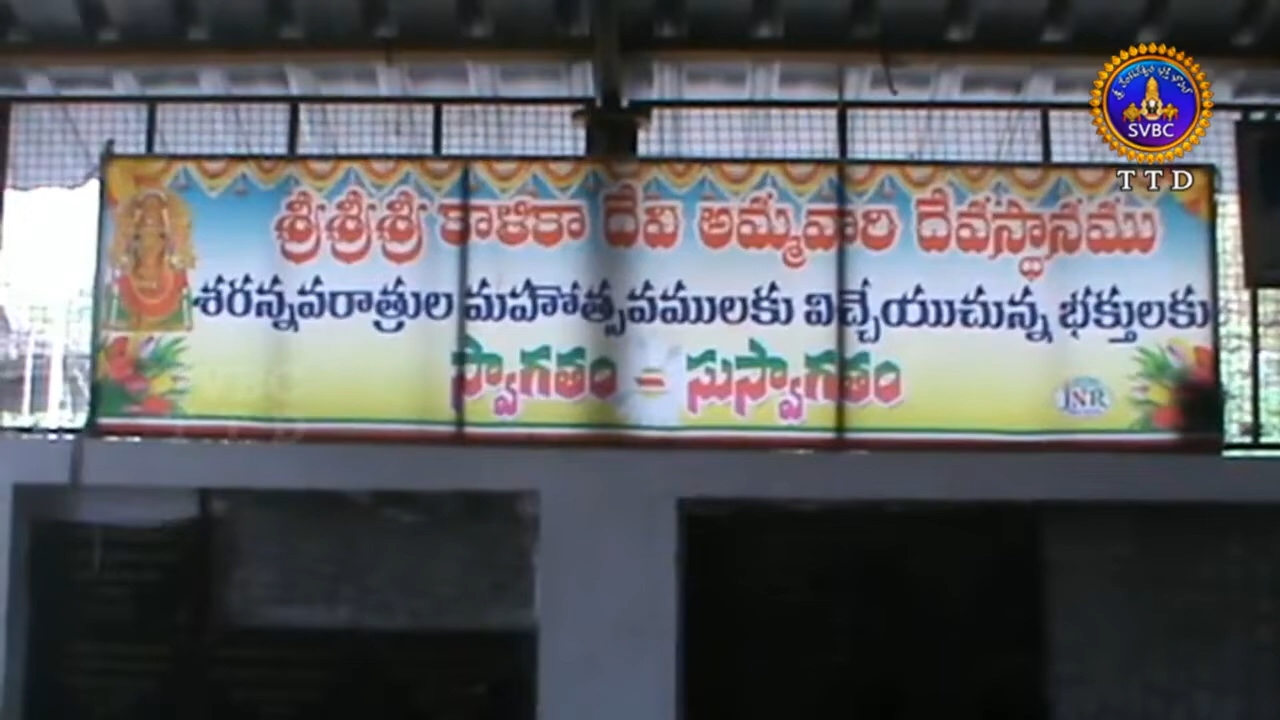 SVBC
TTD
శ్రీశ్రీశ్రీ కాళికా దేవి అమ్మవారి దేవస్థానము
శరన్నవరాత్రుల మహోత్సవములకు విచ్చేయుచున్న భక్తులకు
స్వాగతం = సుస్వాగతం
JNR